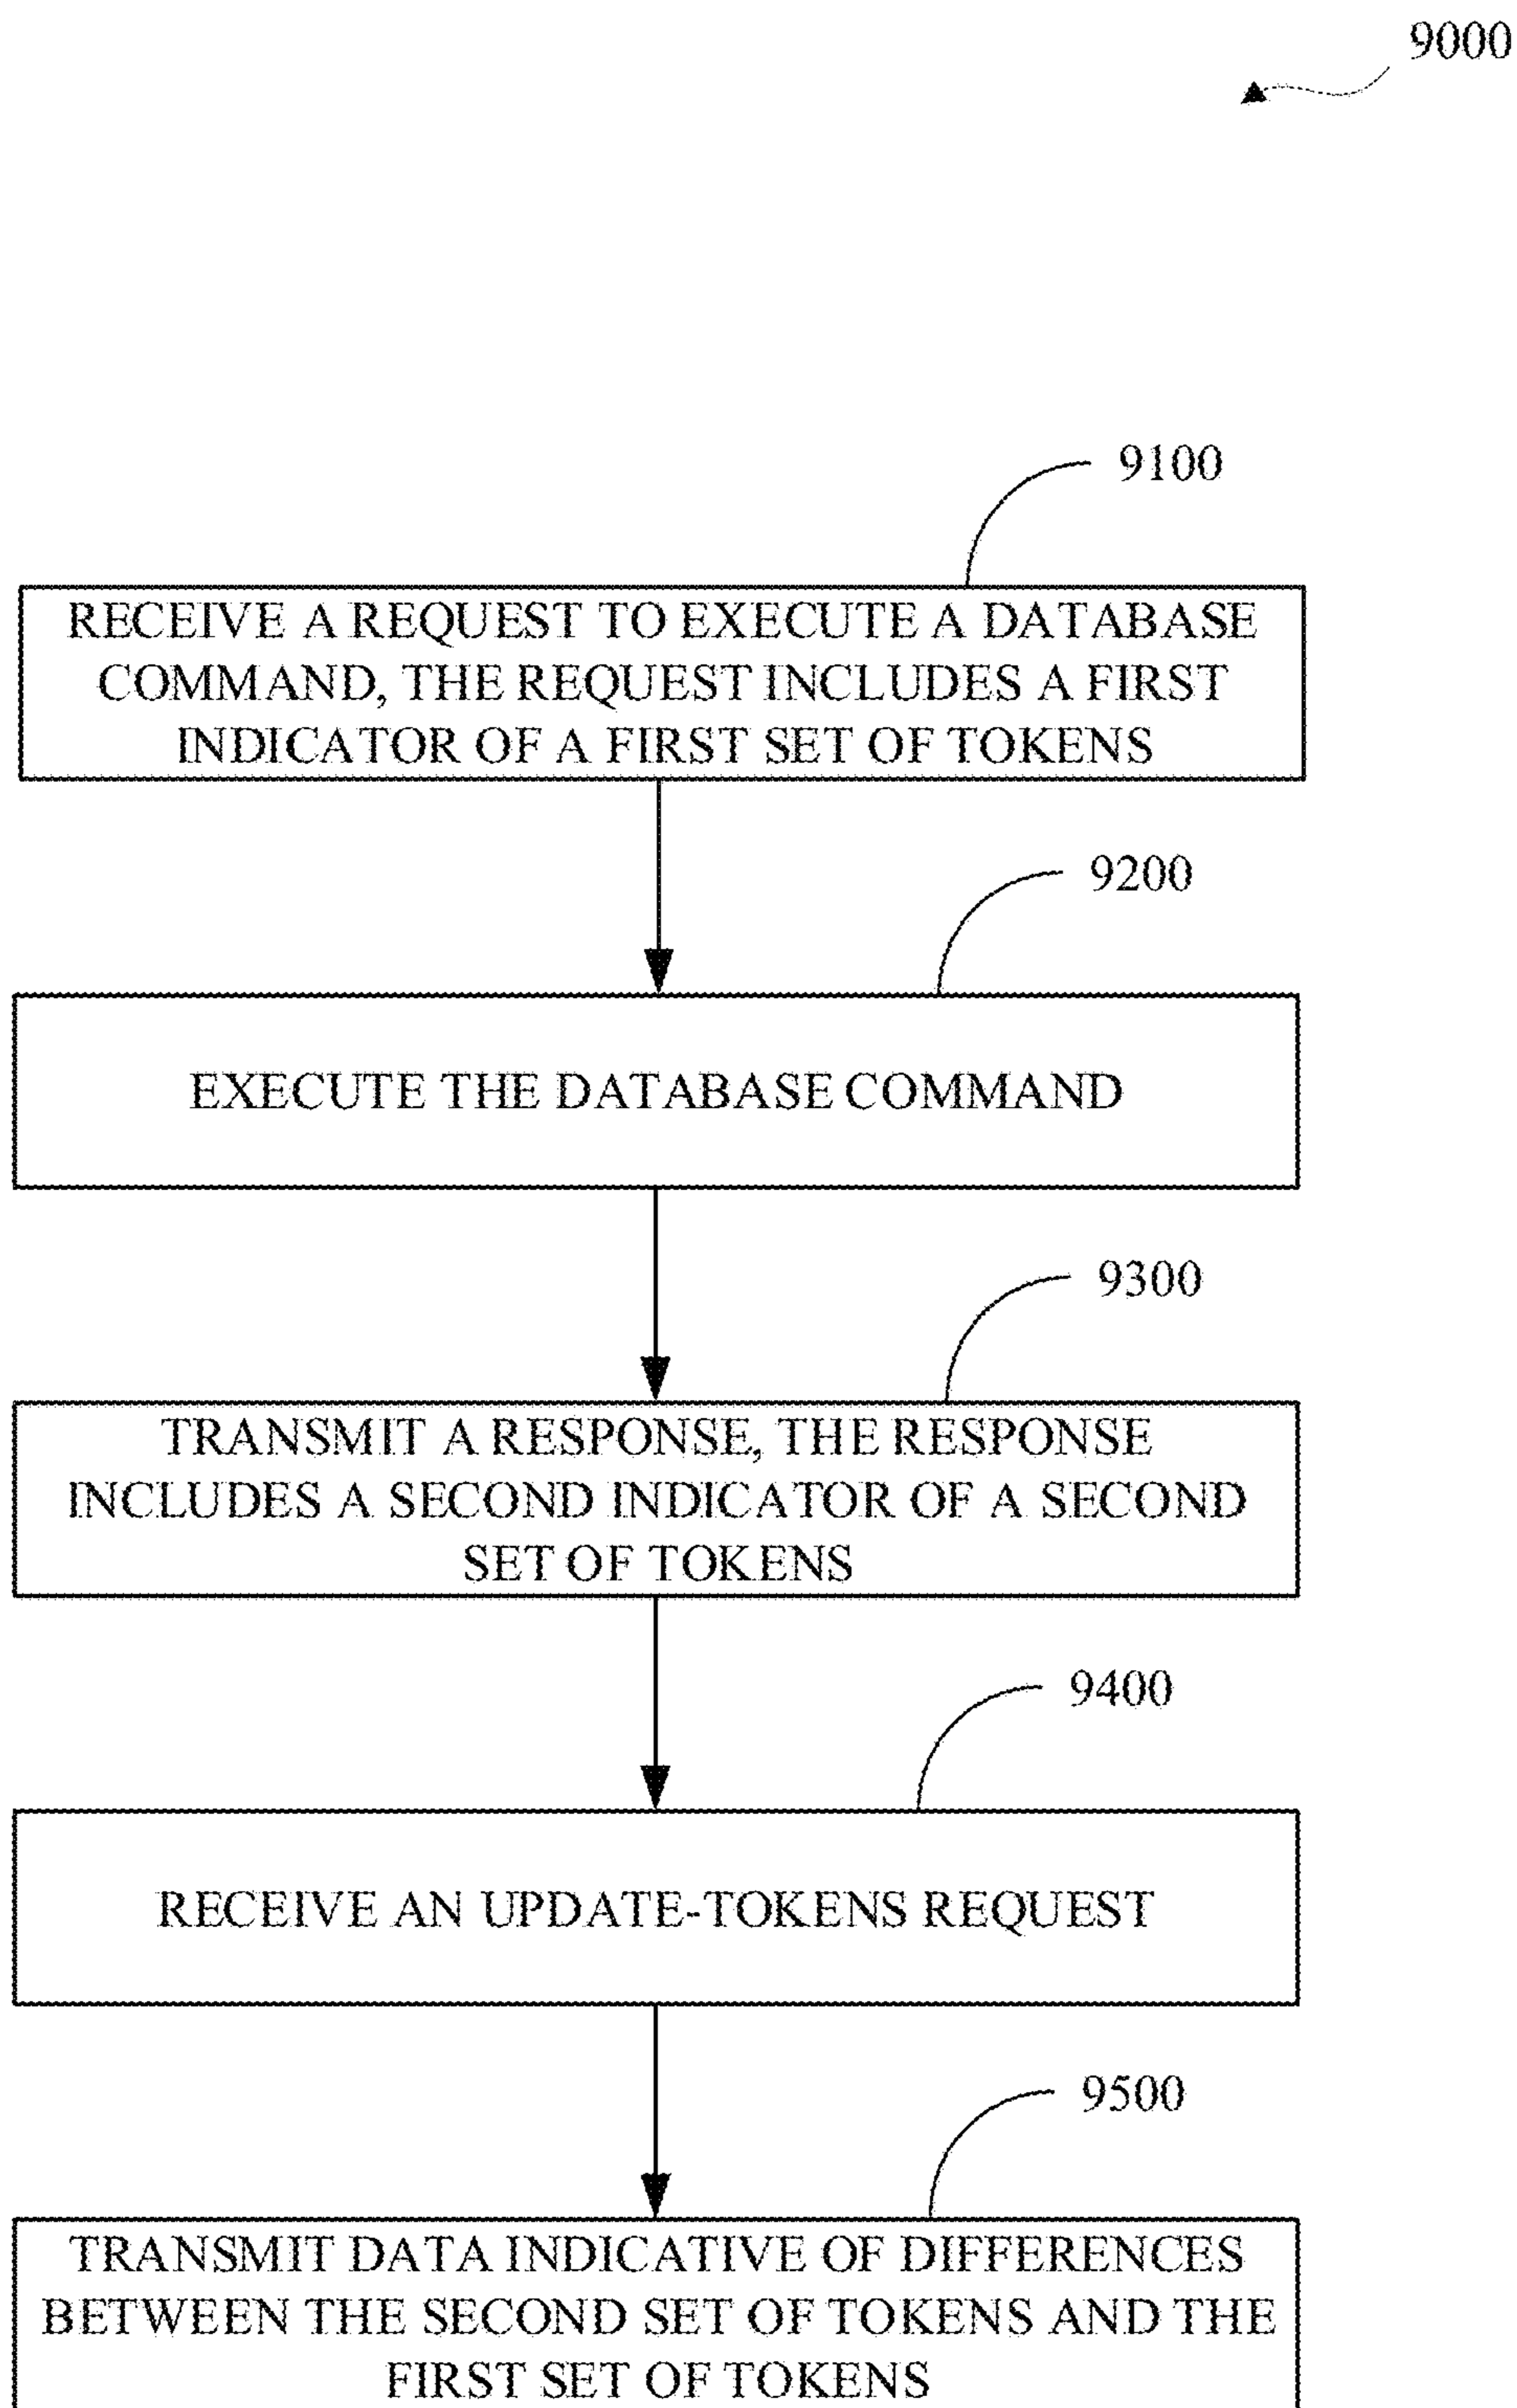 9000
9100
RECEIVE A REQUEST TO EXECUTE A DATABASE
COMMAND, THE REQUEST INCLUDES A FIRST
INDICATOR OF A FIRST SET OF TOKENS
9200
EXECUTE THE DATABASE COMMAND
9300
TRANSMIT A RESPONSE, THE RESPONSE
INCLUDES A SECOND INDICATOR OF A SECOND
SET OF TOKENS
9400
RECEIVE AN UPDATE-TOKENS REQUEST
9500
TRANSMIT DATA INDICATIVE OF DIFFERENCES
BETWEEN THE SECOND SET OF TOKENS AND THE
FIRST SET OF TOKENS